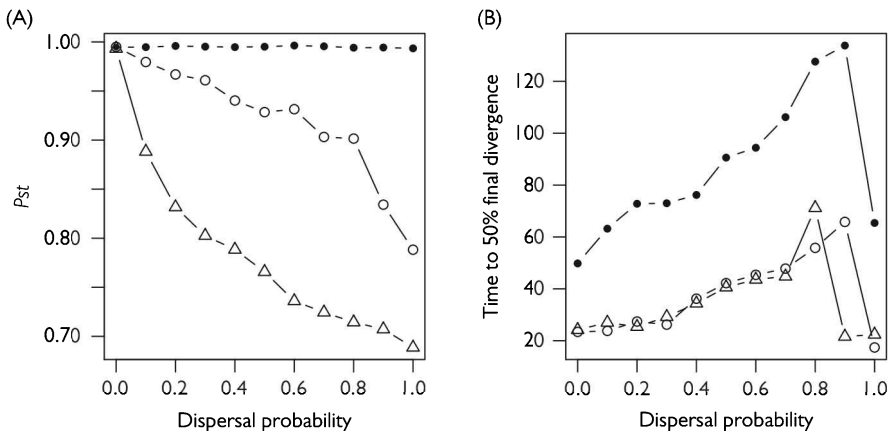 (A)
1.00
0.90
0.80
0.70
Pst
0.0 0.2 0.4 0.6 0.8 1.0
Dispersal probability
(B)
120
100
80
60
40
20
Time to 50% final divergence
0.0 0.2 0.4 0.6 0.8 1.0
Dispersal probability